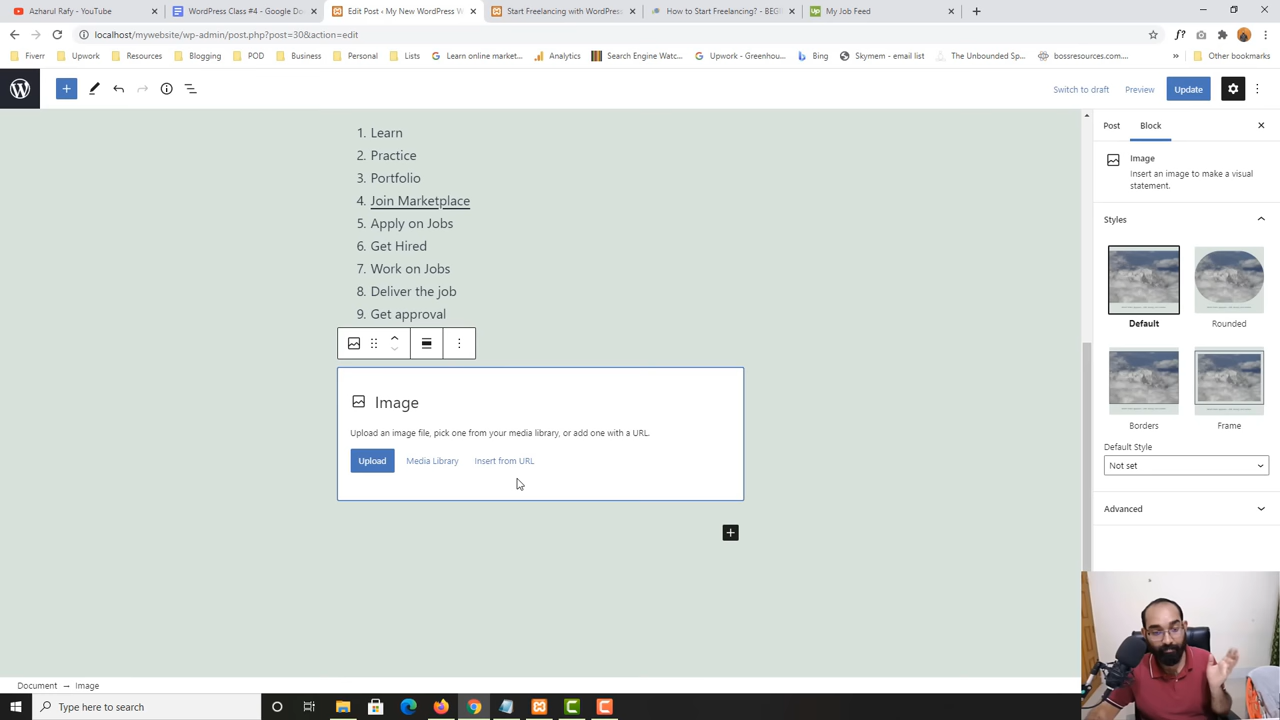 Azharul Rafy - YouTube
WordPress Class #4 - Google Do
Edit Post ‹ My New WordPress W
Start Freelancing with WordPress
How to Start Freelancing? - BEGI
My Job Feed
localhost/mywebsite/wp-admin/post.php?post=30&action=edit
Fiverr
Upwork
Resources
Blogging
POD
Business
Personal
Lists
Learn online market...
Analytics
Search Engine Watc...
Upwork - Greenhou...
Bing
Skymem - email list
The Unbounded Sp...
bossresources.com...
Other bookmarks
Switch to draft
Preview
Update
1. Learn
2. Practice
3. Portfolio
4. Join Marketplace
5. Apply on Jobs
6. Get Hired
7. Work on Jobs
8. Deliver the job
9. Get approval
Image
Upload an image file, pick one from your media library, or add one with a URL.
Upload
Media Library
Insert from URL
Post
Block
Image
Insert an image to make a visual
statement.
Styles
Default
Rounded
Borders
Frame
Default Style
Not set
Advanced
Document → Image
Type here to search